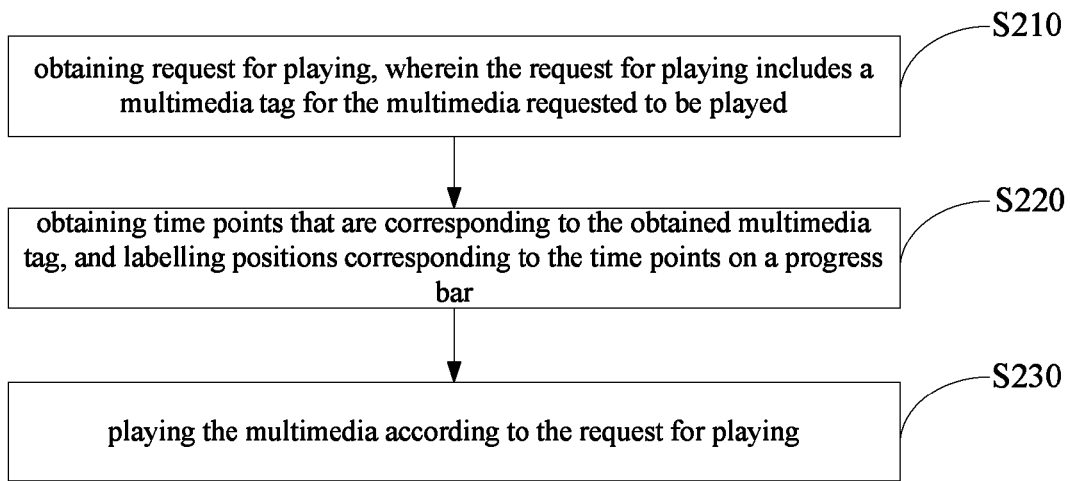 S210
obtaining request for playing, wherein the request for playing includes a
multimedia tag for the multimedia requested to be played
S220
obtaining time points that are corresponding to the obtained multimedia
tag, and labelling positions corresponding to the time points on a progress
bar
S230
playing the multimedia according to the request for playing